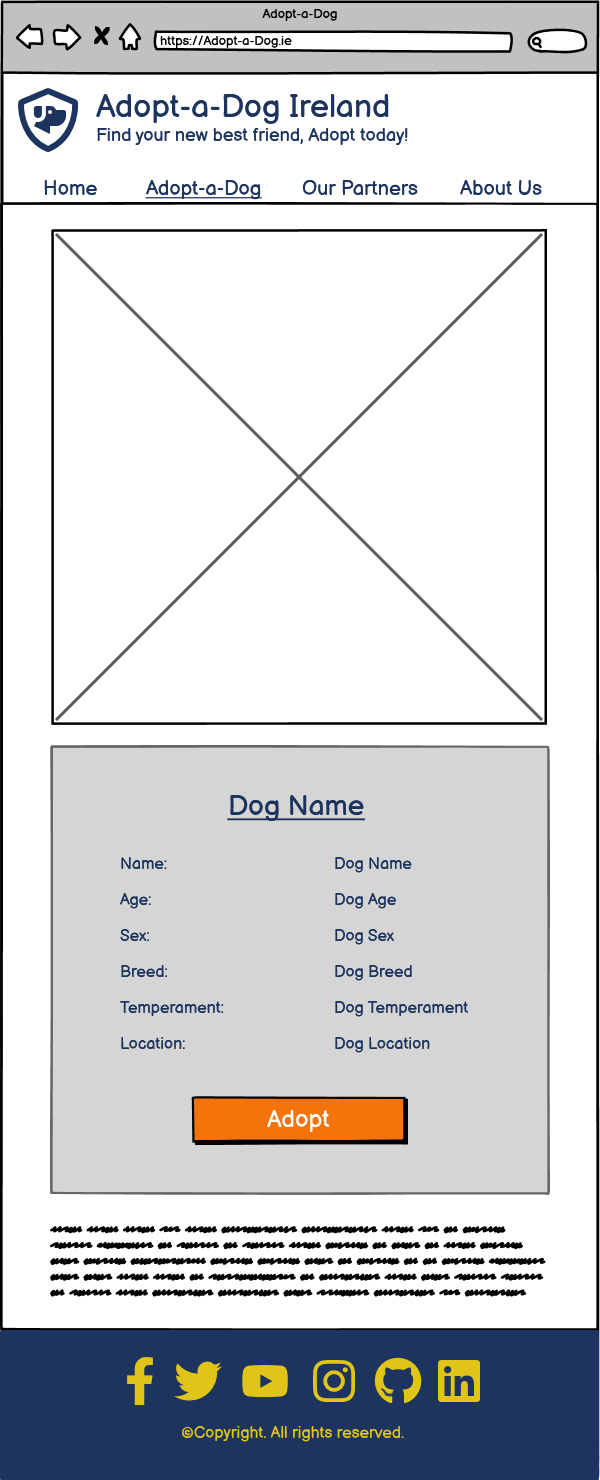 Adopt-a-Dog
https://Adopt-a-Dog.ie
Adopt-a-Dog Ireland
Find your new best friend, Adopt today!
Home Adopt-a-Dog Our Partners About Us
Dog Name
Name: Dog Name
Age: Dog Age
Sex: Dog Sex
Breed: Dog Breed
Temperament: Dog Temperament
Location: Dog Location
Adopt
©Copyright. All rights reserved.